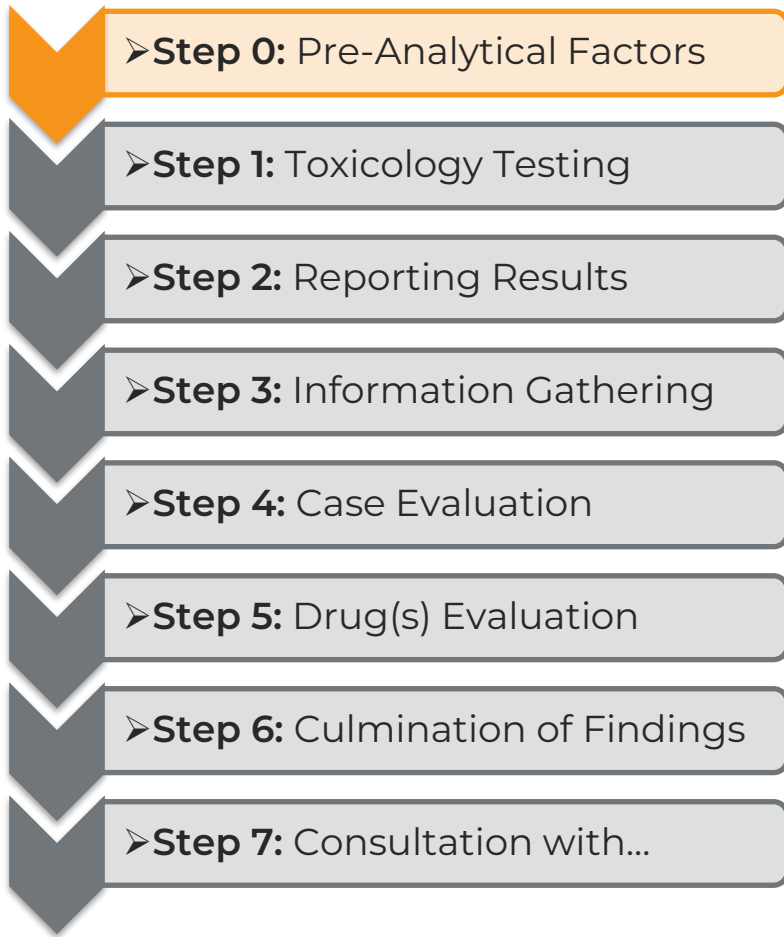 ➢Step 0: Pre-Analytical Factors
➢Step 1: Toxicology Testing
➢Step 2: Reporting Results
➢Step 3: Information Gathering
➢Step 4: Case Evaluation
➢Step 5: Drug(s) Evaluation
➢Step 6: Culmination of Findings
➢Step 7: Consultation with...